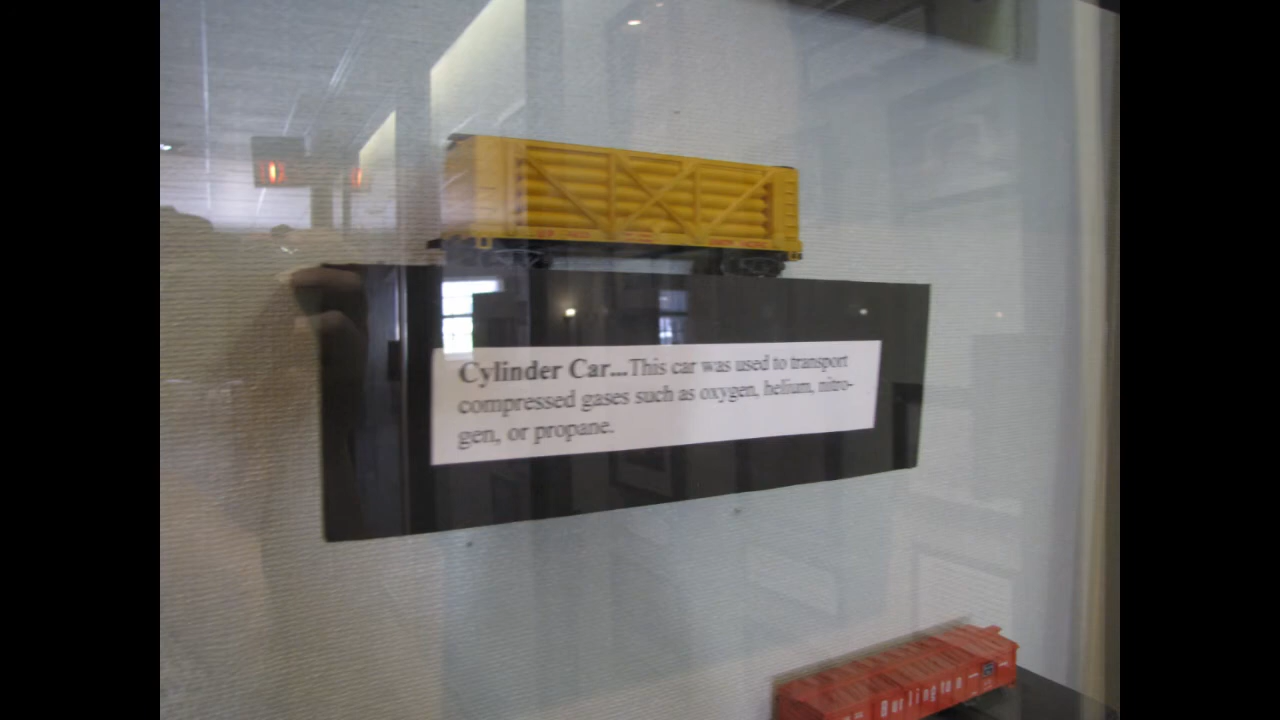 Cylinder Car...This car was used to transport
compressed gases such as oxygen, helium, nitro-
gen, or propane.
Burlington